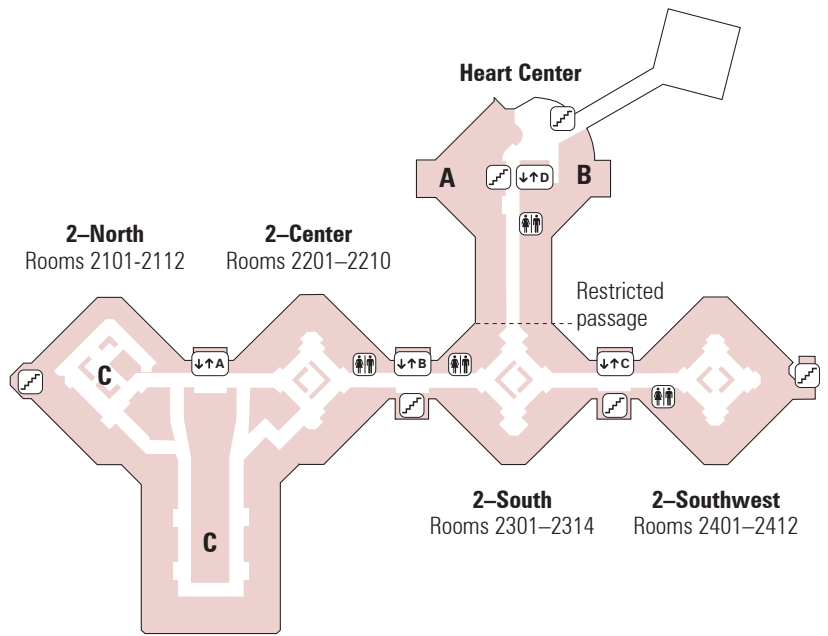 Heart Center
A
↓↑D
B
2–North
Rooms 2101-2112
2–Center
Rooms 2201–2210
Restricted
passage
C
↓↑A
↓↑B
↓↑C
2–South
Rooms 2301–2314
2–Southwest
Rooms 2401–2412
C